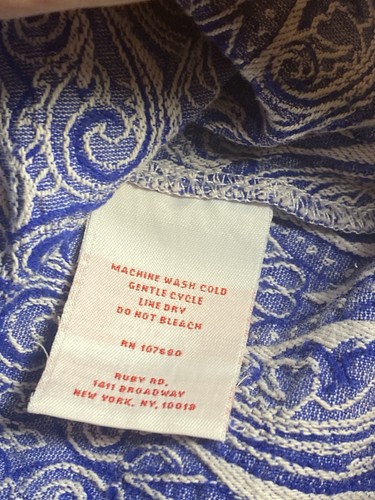 MACHINE WASH COLD
GENTLE CYCLE
LINE DRY
DO NOT BLEACH
RN 107660
RUBY RD,
1411 BROADWAY
NEW YORK, NY, 10018